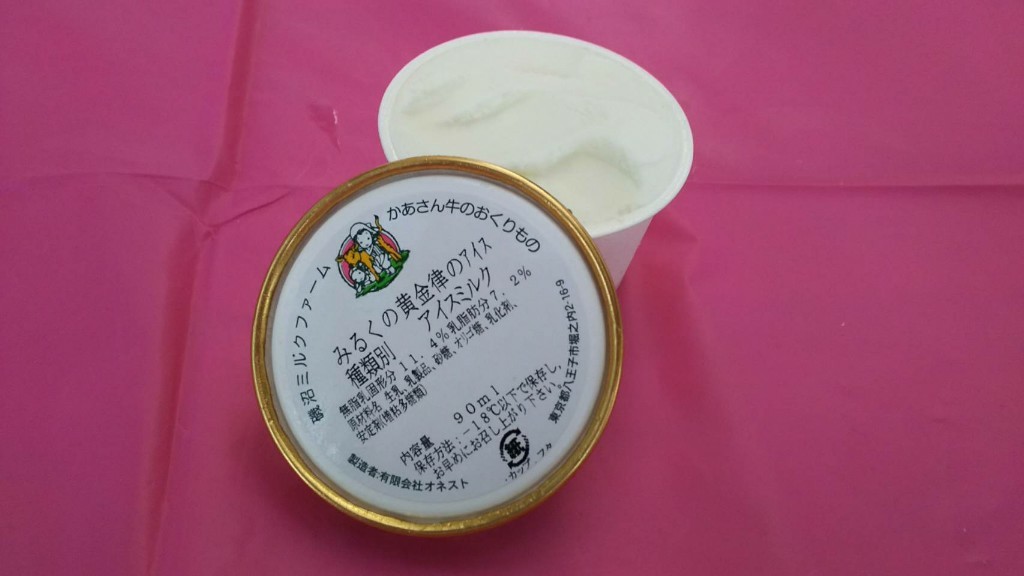 かあさん牛のおくりもの
磯沼ミルクファーム
みるくの黄金律のアイス
種類別 アイスミルク
無脂乳固形分11.4%乳脂肪分7.2%
原材料名 生乳、乳製品、砂糖、オリゴ糖、乳化剤、
安定剤(増粘多糖類)
内容量 90ml
保存方法:-18℃以下で保存し、
お早めにお召し上がり下さい。
紙
カップ・フタ
製造者:有限会社オネスト
東京都八王子市堀之内2-16-9